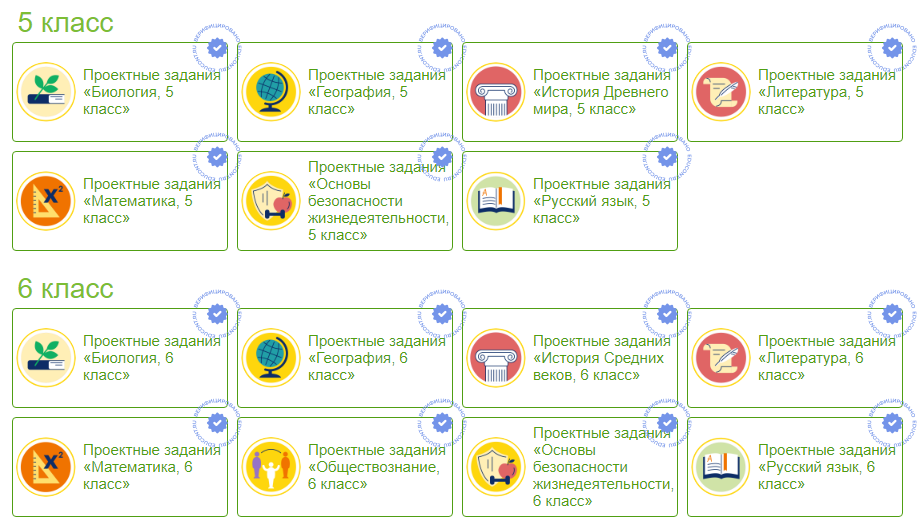 5 класс
Проектные задания
«Биология, 5
класс»
Проектные задания
«География, 5
класс»
Проектные задания
«История Древнего
мира, 5 класс»
Проектные задания
«Литература, 5
класс»
Проектные задания
«Математика, 5
класс»
Проектные задания
«Основы
безопасности
жизнедеятельности,
5 класс»
Проектные задания
«Русский язык, 5
класс»
6 класс
Проектные задания
«Биология, 6
класс»
Проектные задания
«География, 6
класс»
Проектные задания
«История Средних
веков, 6 класс»
Проектные задания
«Литература, 6
класс»
Проектные задания
«Математика, 6
класс»
Проектные задания
«Обществознание,
6 класс»
Проектные задания
«Основы
безопасности
жизнедеятельности,
6 класс»
Проектные задания
«Русский язык, 6
класс»